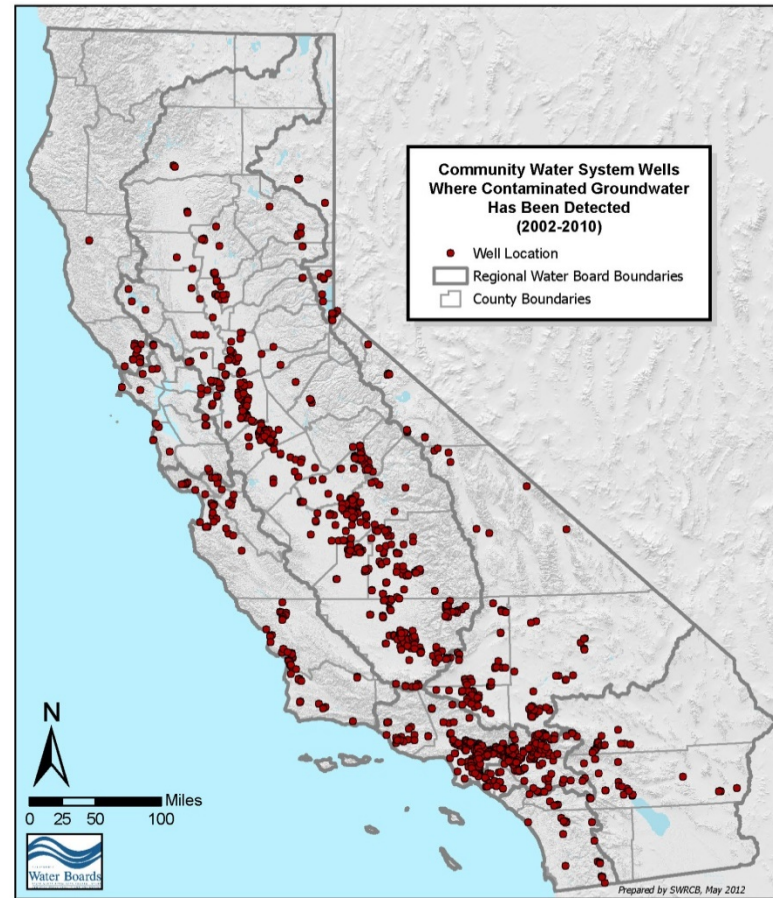 Community Water System Wells
Where Contaminated Groundwater
Has Been Detected
(2002-2010)
Well Location
Regional Water Board Boundaries
County Boundaries
N
Miles
0 25 50 100
Water Boards
Prepared by SWRCB, May 2012